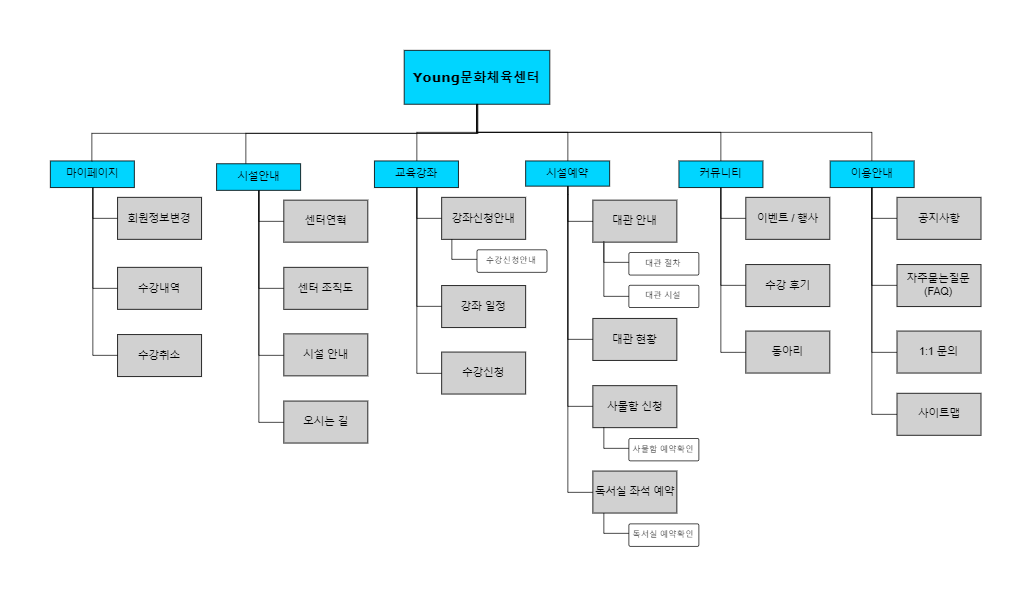 Young문화체육센터
마이페이지
회원정보변경
수강내역
수강취소
시설안내
센터연혁
센터 조직도
시설 안내
오시는 길
교육강좌
강좌신청안내
수강신청안내
강좌 일정
수강신청
시설예약
대관 안내
대관 절차
대관 시설
대관 현황
사물함 신청
사물함 예약확인
독서실 좌석 예약
독서실 예약확인
커뮤니티
이벤트 / 행사
수강 후기
동아리
이용안내
공지사항
자주묻는질문
(FAQ)
1:1 문의
사이트맵